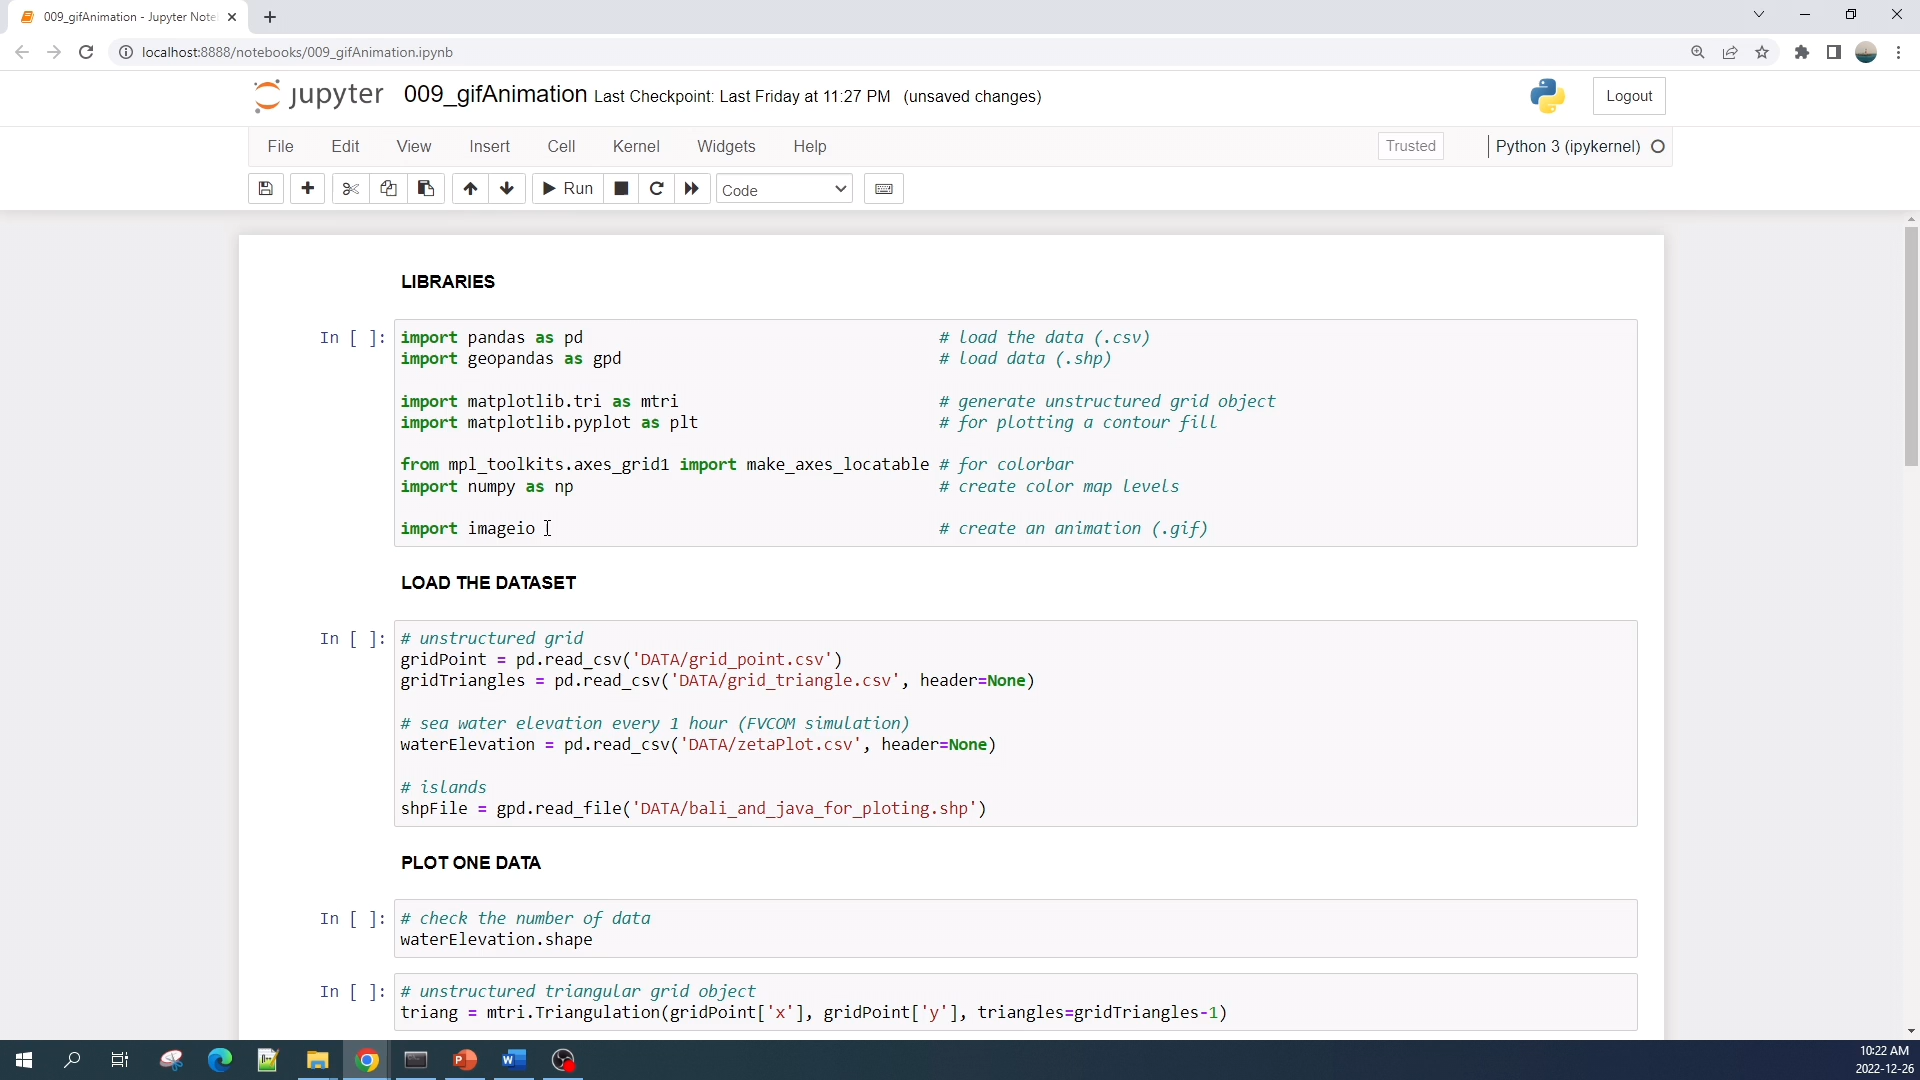 009_gifAnimation - Jupyter Note
localhost:8888/notebooks/009_gifAnimation.ipynb
jupyter 009_gifAnimation Last Checkpoint: Last Friday at 11:27 PM (unsaved changes)
Logout
File Edit View Insert Cell Kernel Widgets Help
Trusted Python 3 (ipykernel)
Run Code
LIBRARIES
In [ ]: import pandas as pd # load the data (.csv)
import geopandas as gpd # load data (.shp)
import matplotlib.tri as mtri # generate unstructured grid object
import matplotlib.pyplot as plt # for plotting a contour fill
from mpl_toolkits.axes_grid1 import make_axes_locatable # for colorbar
import numpy as np # create color map levels
import imageio # create an animation (.gif)
LOAD THE DATASET
In [ ]: # unstructured grid
gridPoint = pd.read_csv('DATA/grid_point.csv')
gridTriangles = pd.read_csv('DATA/grid_triangle.csv', header=None)
# sea water elevation every 1 hour (FVCOM simulation)
waterElevation = pd.read_csv('DATA/zetaPlot.csv', header=None)
# islands
shpFile = gpd.read_file('DATA/bali_and_java_for_ploting.shp')
PLOT ONE DATA
In [ ]: # check the number of data
waterElevation.shape
In [ ]: # unstructured triangular grid object
triang = mtri.Triangulation(gridPoint['x'], gridPoint['y'], triangles=gridTriangles-1)
10:22 AM
2022-12-26